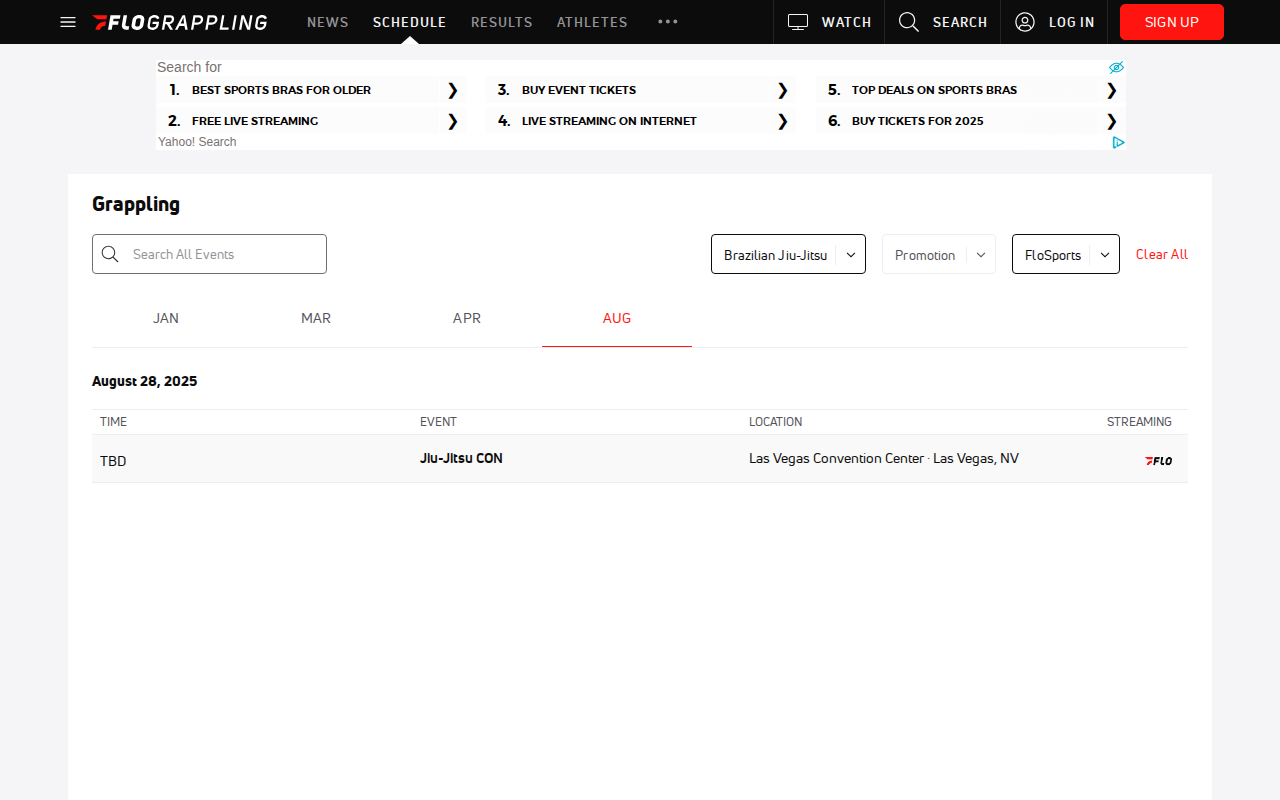 FLOGRAPPLING NEWS SCHEDULE RESULTS ATHLETES WATCH SEARCH LOG IN SIGN UP
Search for
1. BEST SPORTS BRAS FOR OLDER ❯ 3. BUY EVENT TICKETS ❯ 5. TOP DEALS ON SPORTS BRAS ❯
2. FREE LIVE STREAMING ❯ 4. LIVE STREAMING ON INTERNET ❯ 6. BUY TICKETS FOR 2025 ❯
Yahoo! Search
Grappling
Search All Events Brazilian Jiu-Jitsu Promotion FloSports Clear All
JAN MAR APR AUG
August 28, 2025
TIME EVENT LOCATION STREAMING
TBD Jiu-Jitsu CON Las Vegas Convention Center · Las Vegas, NV FLO